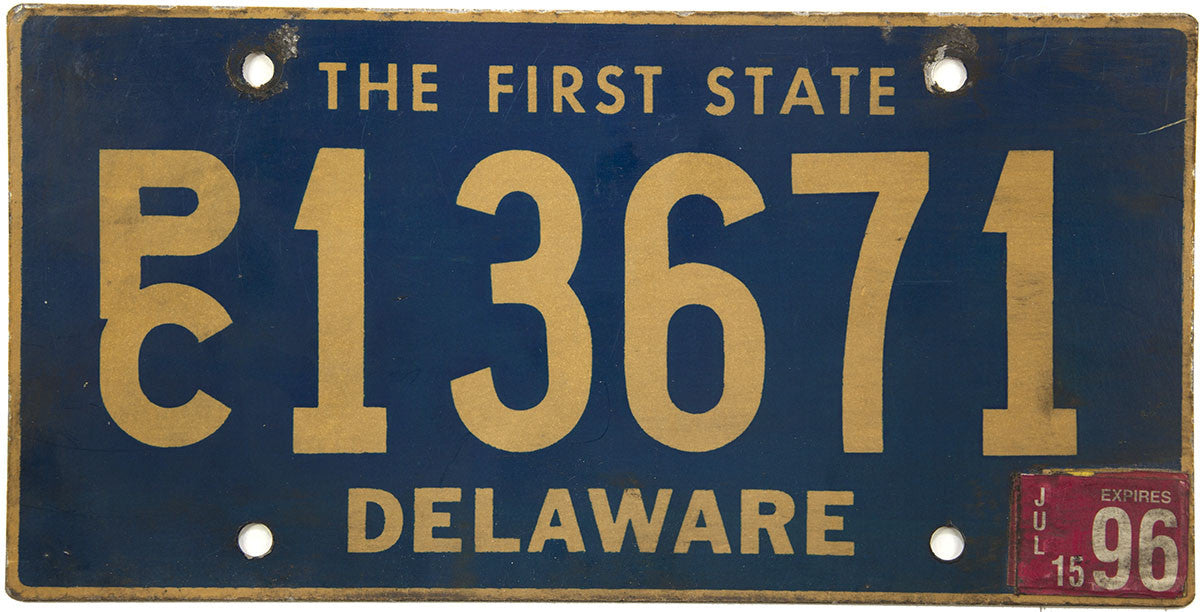 THE FIRST STATE
PC 13671
DELAWARE
JUL EXPIRES
15 96